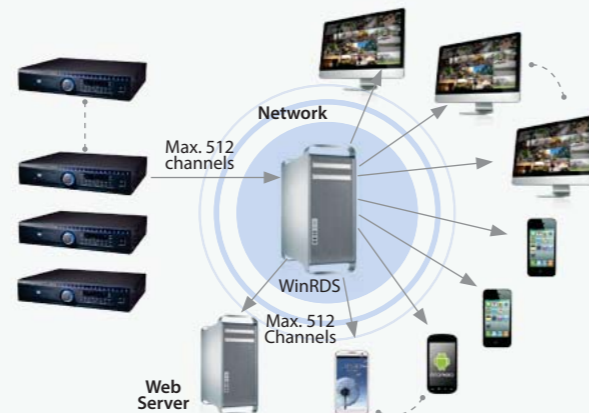 Network
Max. 512
channels
WinRDS
Max. 512
Channels
Web
Server